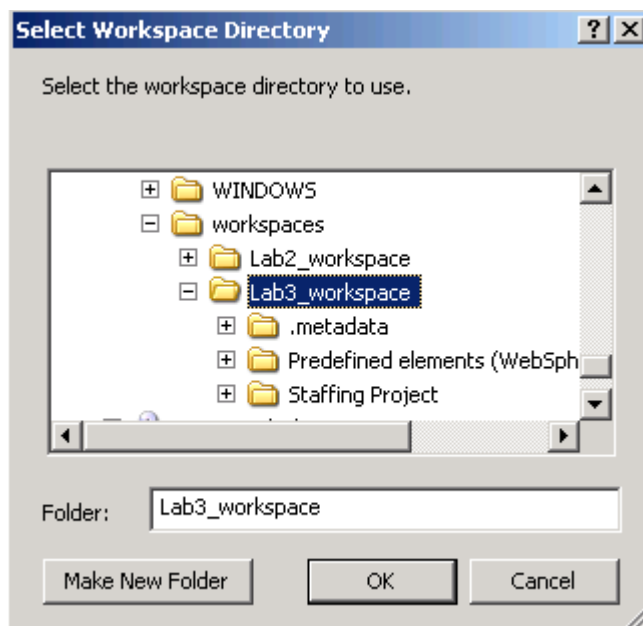 Select Workspace Directory
Select the workspace directory to use.
WINDOWS
workspaces
Lab2_workspace
Lab3_workspace
.metadata
Predefined elements (WebSph
Staffing Project
Folder: Lab3_workspace
Make New Folder OK Cancel